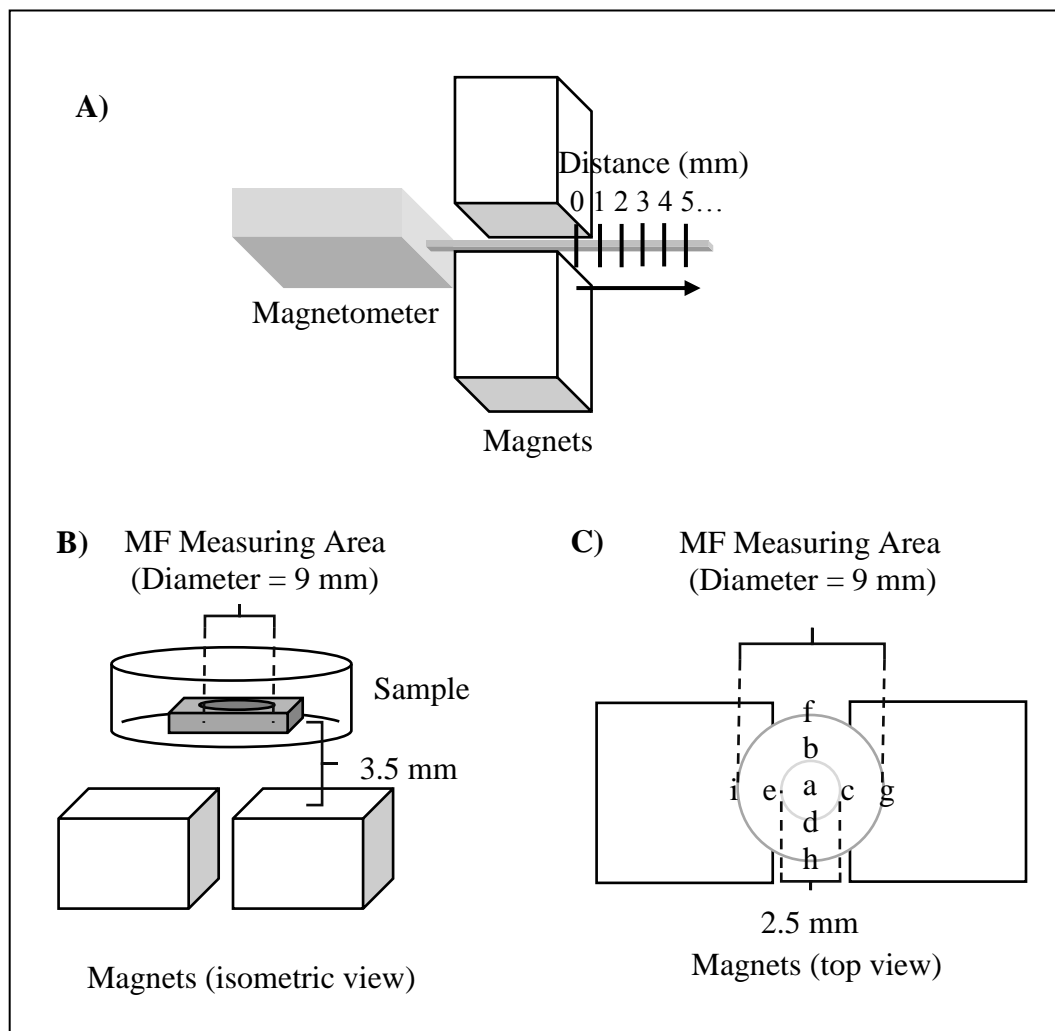 A)
Distance (mm)
0 1 2 3 4 5…
Magnetometer
Magnets
B) MF Measuring Area
(Diameter = 9 mm)
Sample
3.5 mm
Magnets (isometric view)
C) MF Measuring Area
(Diameter = 9 mm)
f
b
i e a c g
d
h
2.5 mm
Magnets (top view)